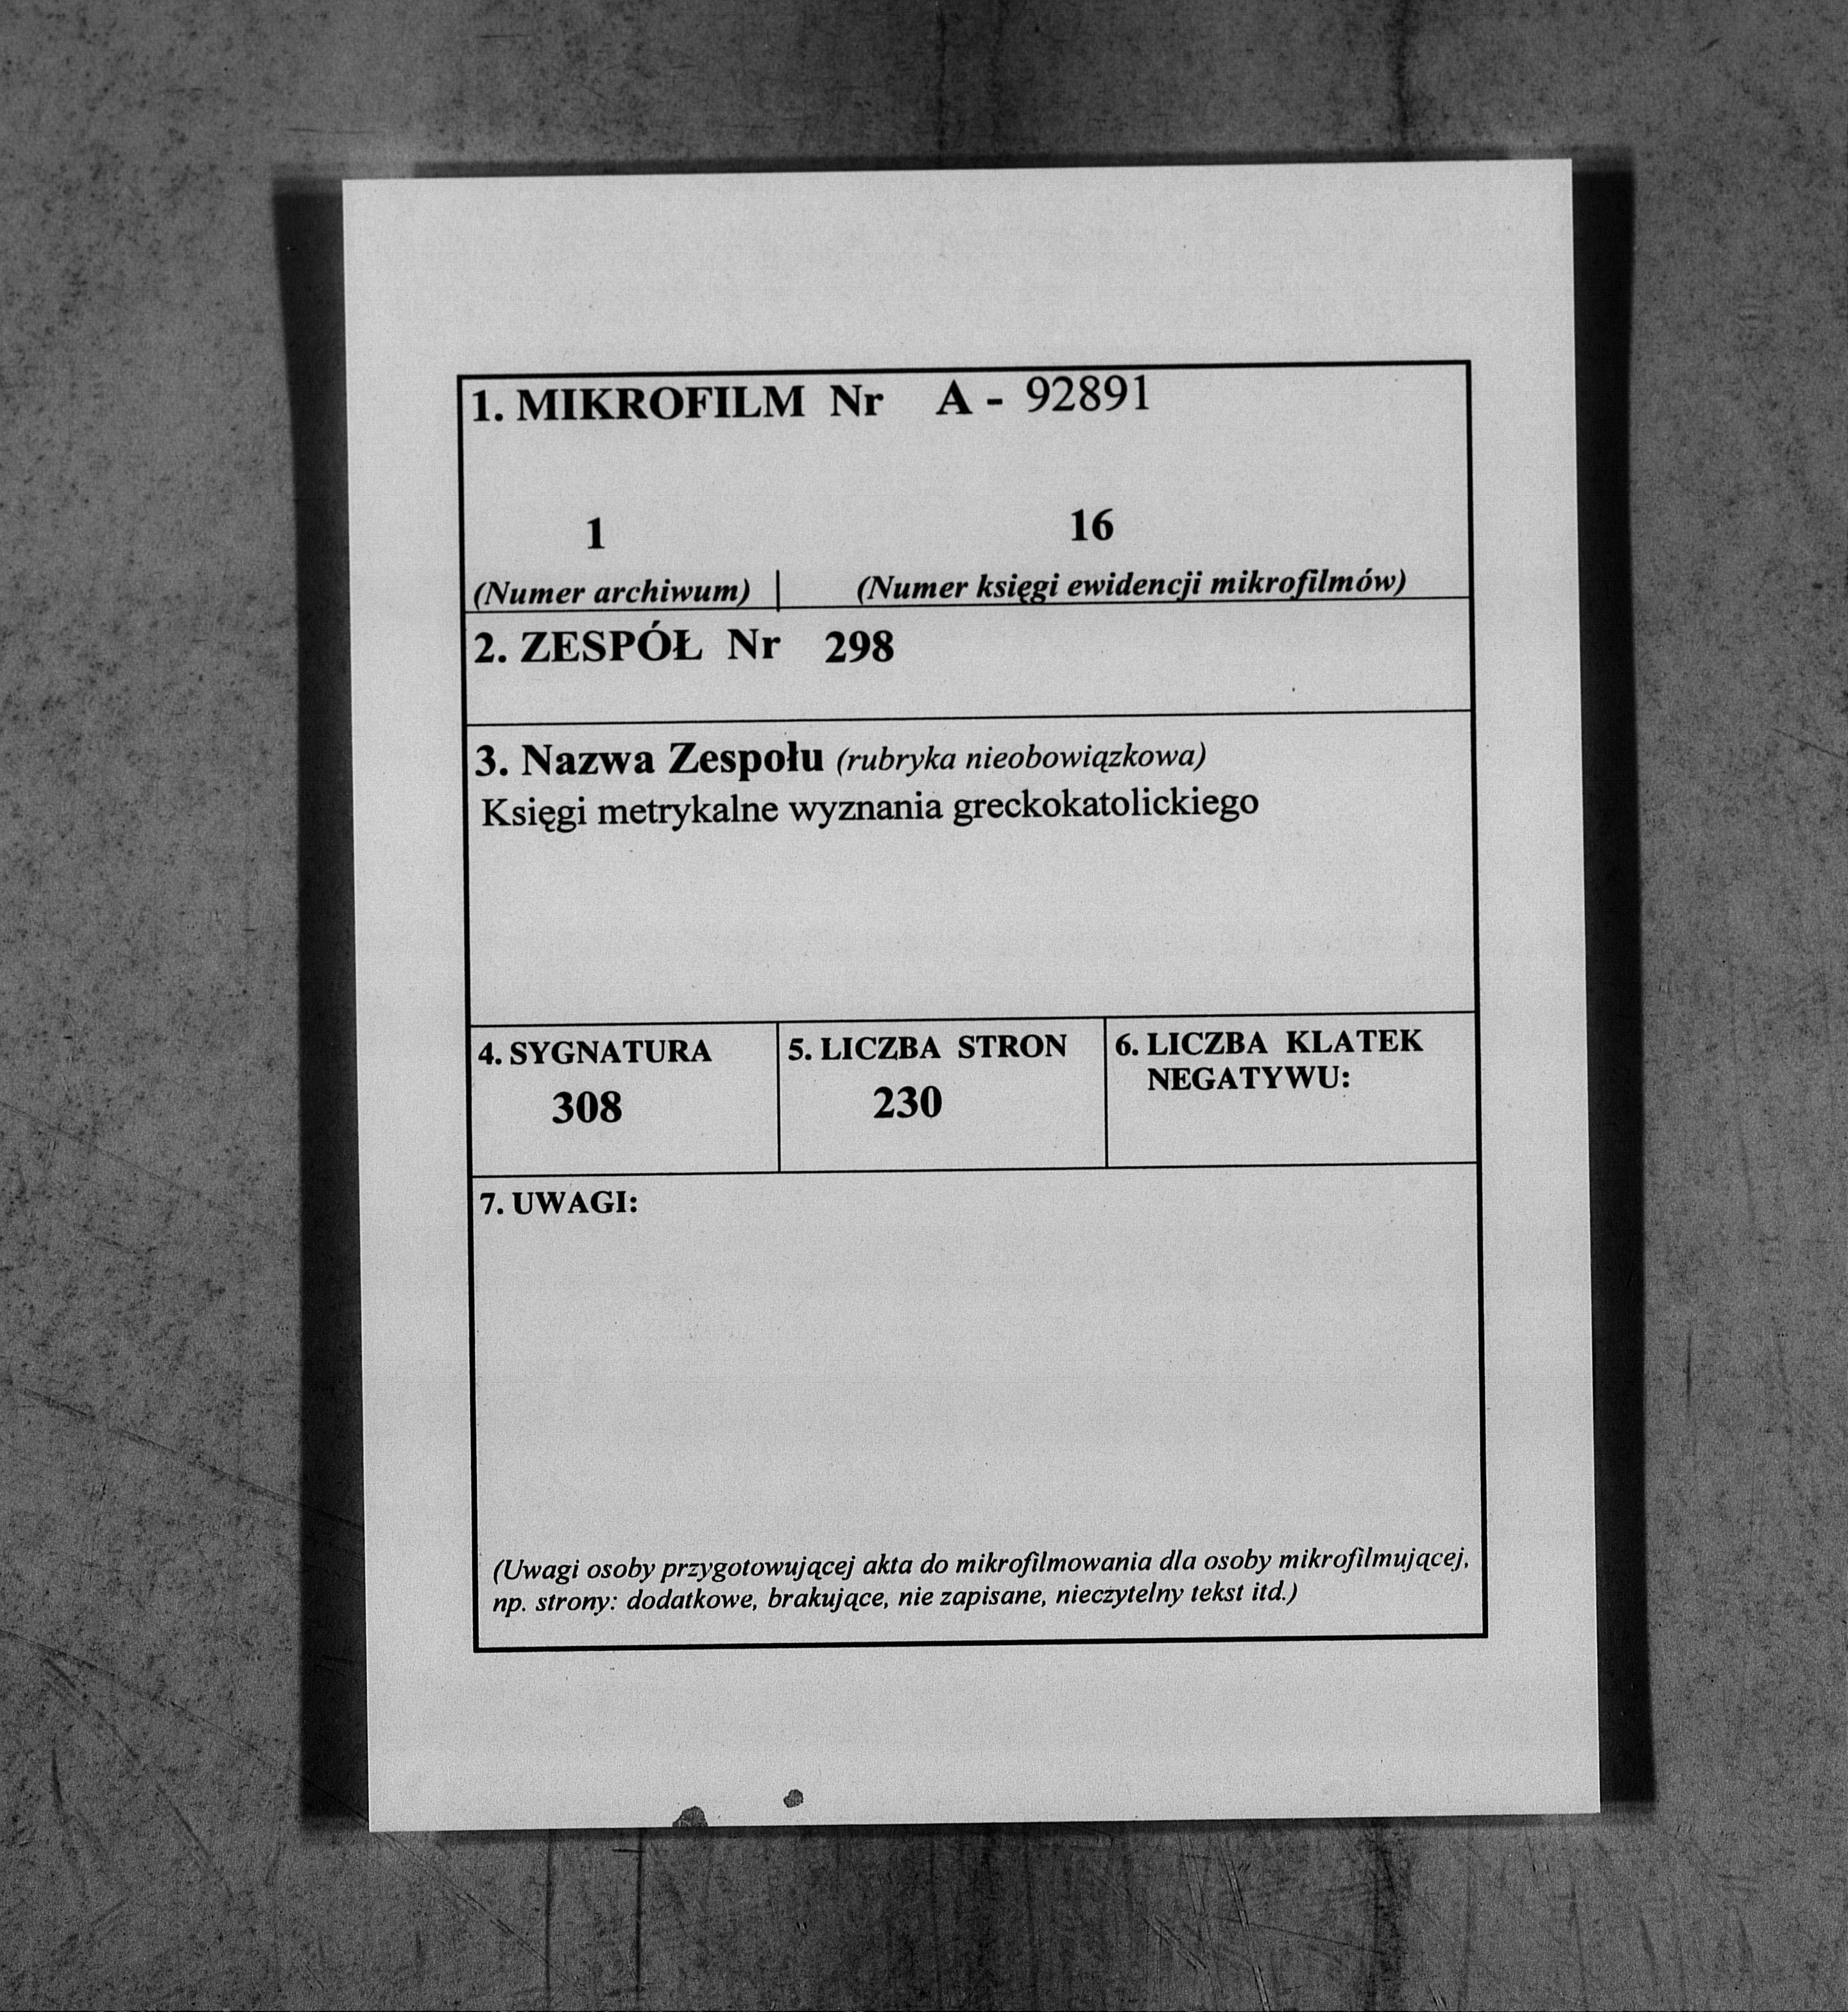 1. MIKROFILM Nr A - 92891
1 16
(Numer archiwum) | (Numer księgi ewidencji mikrofilmów)
2. ZESPÓŁ Nr 298
3. Nazwa Zespołu (rubryka nieobowiązkowa)
Księgi metrykalne wyznania greckokatolickiego
4. SYGNATURA
308
5. LICZBA STRON
230
6. LICZBA KLATEK
NEGATYWU:
7. UWAGI:
(Uwagi osoby przygotowującej akta do mikrofilmowania dla osoby mikrofilmującej,
np. strony: dodatkowe, brakujące, nie zapisane, nieczytelny tekst itd.)